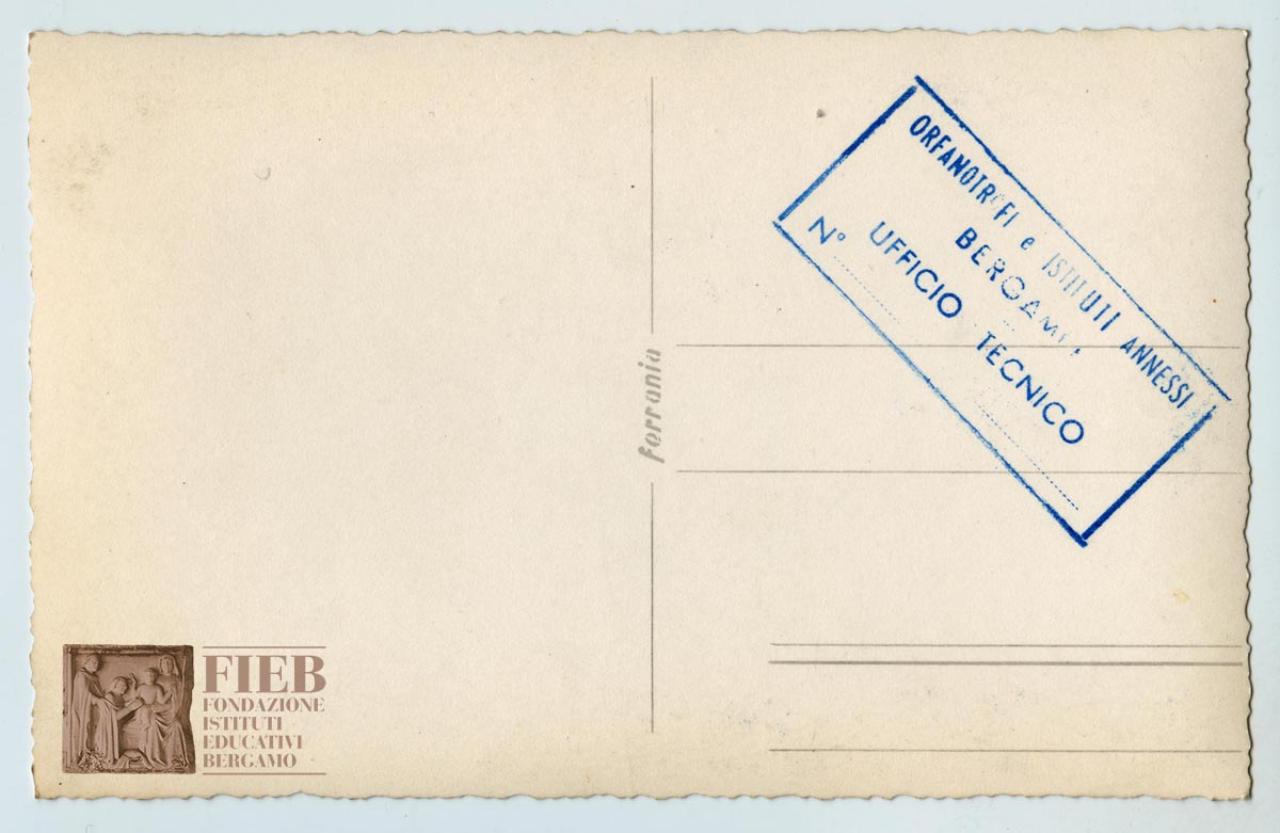 ORFANOTROFI e ISTITUTI ANNESSI
BERGAMO
UFFICIO TECNICO
N°
ferrania
FIEB
FONDAZIONE
ISTITUTI
EDUCATIVI
BERGAMO